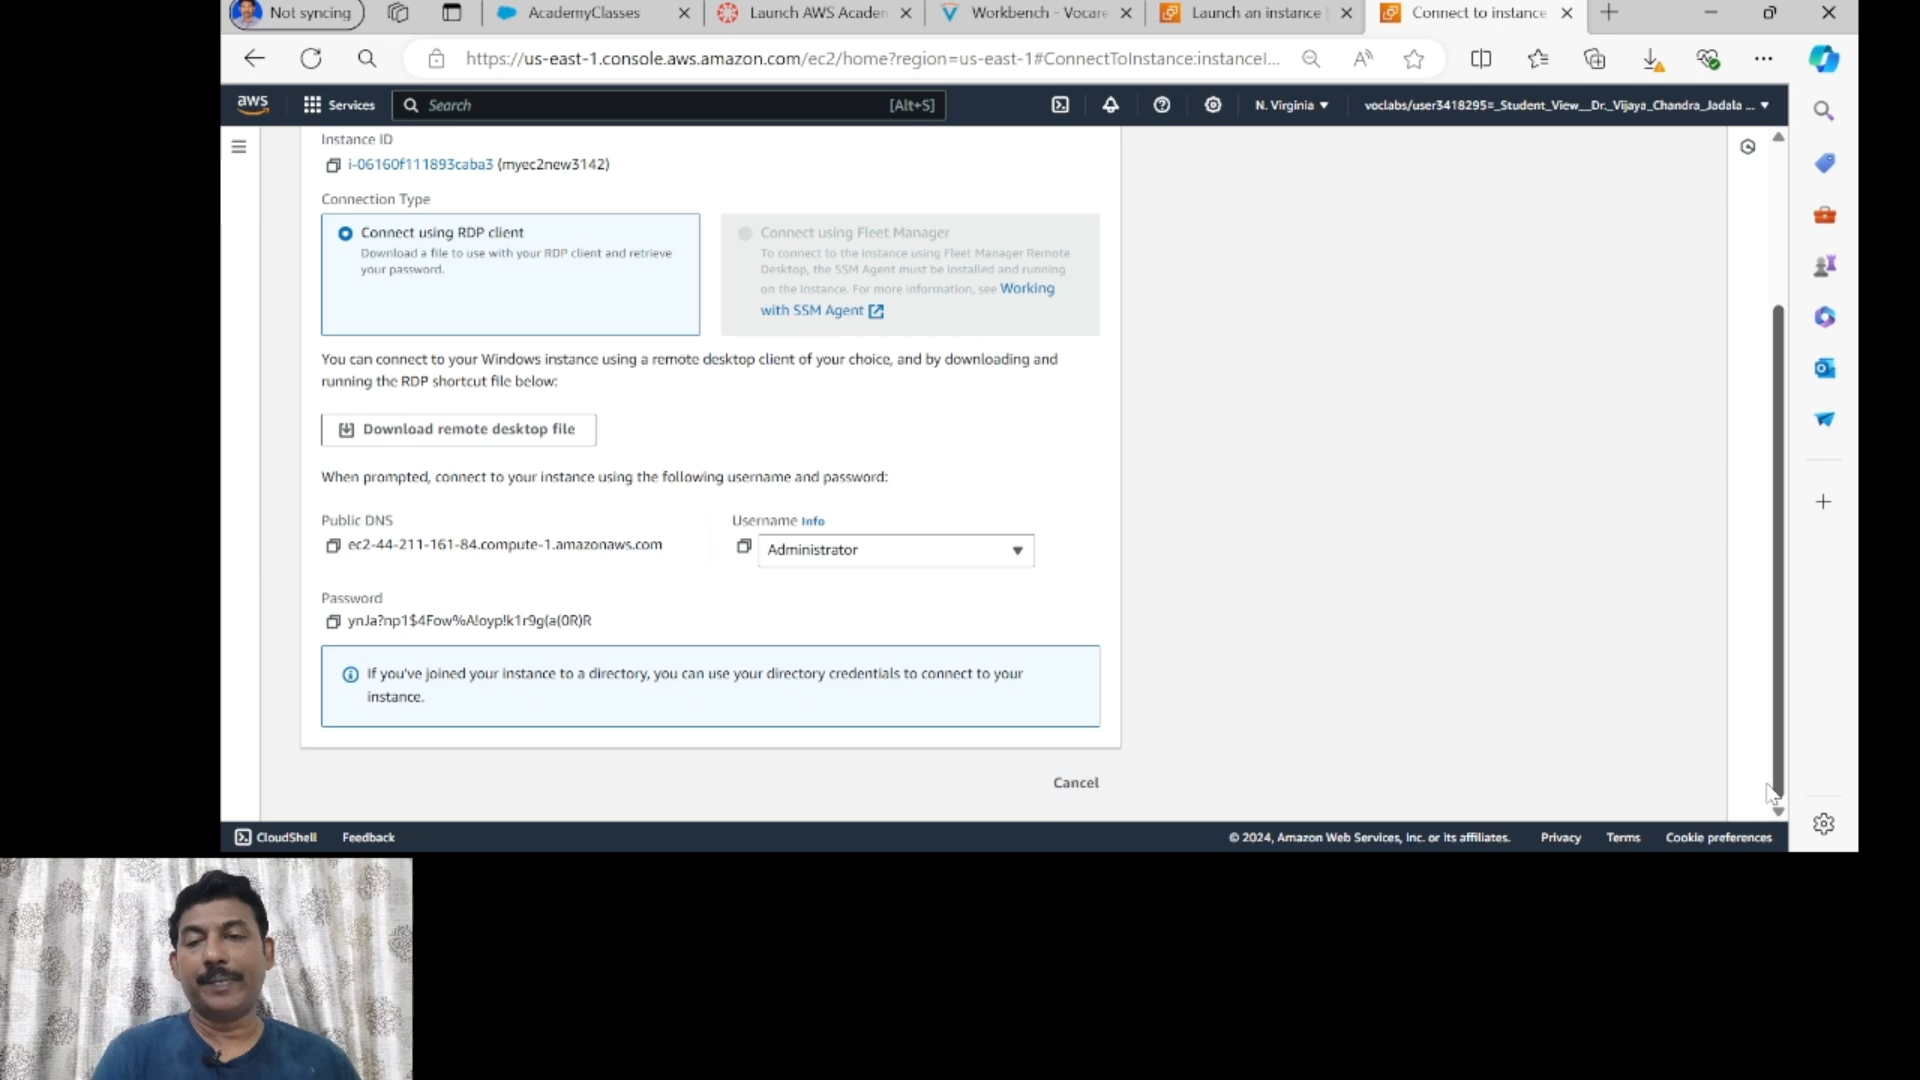 Not syncing
AcademyClasses
Launch AWS Academ
Workbench - Vocare
Launch an instance
Connect to instance
https://us-east-1.console.aws.amazon.com/ec2/home?region=us-east-1#ConnectToInstance:instanceI...
aws
Services
Search
[Alt+S]
N. Virginia
voclabs/user3418295=_Student_View__Dr._Vijaya_Chandra_Jadala ...
Instance ID
i-06160f111893caba3 (myec2new3142)
Connection Type
Connect using RDP client
Download a file to use with your RDP client and retrieve
your password.
Connect using Fleet Manager
To connect to the instance using Fleet Manager Remote
Desktop, the SSM Agent must be installed and running
on the instance. For more information, see Working
with SSM Agent
You can connect to your Windows instance using a remote desktop client of your choice, and by downloading and
running the RDP shortcut file below:
Download remote desktop file
When prompted, connect to your instance using the following username and password:
Public DNS
ec2-44-211-161-84.compute-1.amazonaws.com
Username Info
Administrator
Password
ynJa?np1$4Fow%A!oyp!k1r9g(a(0R)R
If you've joined your instance to a directory, you can use your directory credentials to connect to your
instance.
Cancel
CloudShell
Feedback
© 2024, Amazon Web Services, Inc. or its affiliates.
Privacy
Terms
Cookie preferences